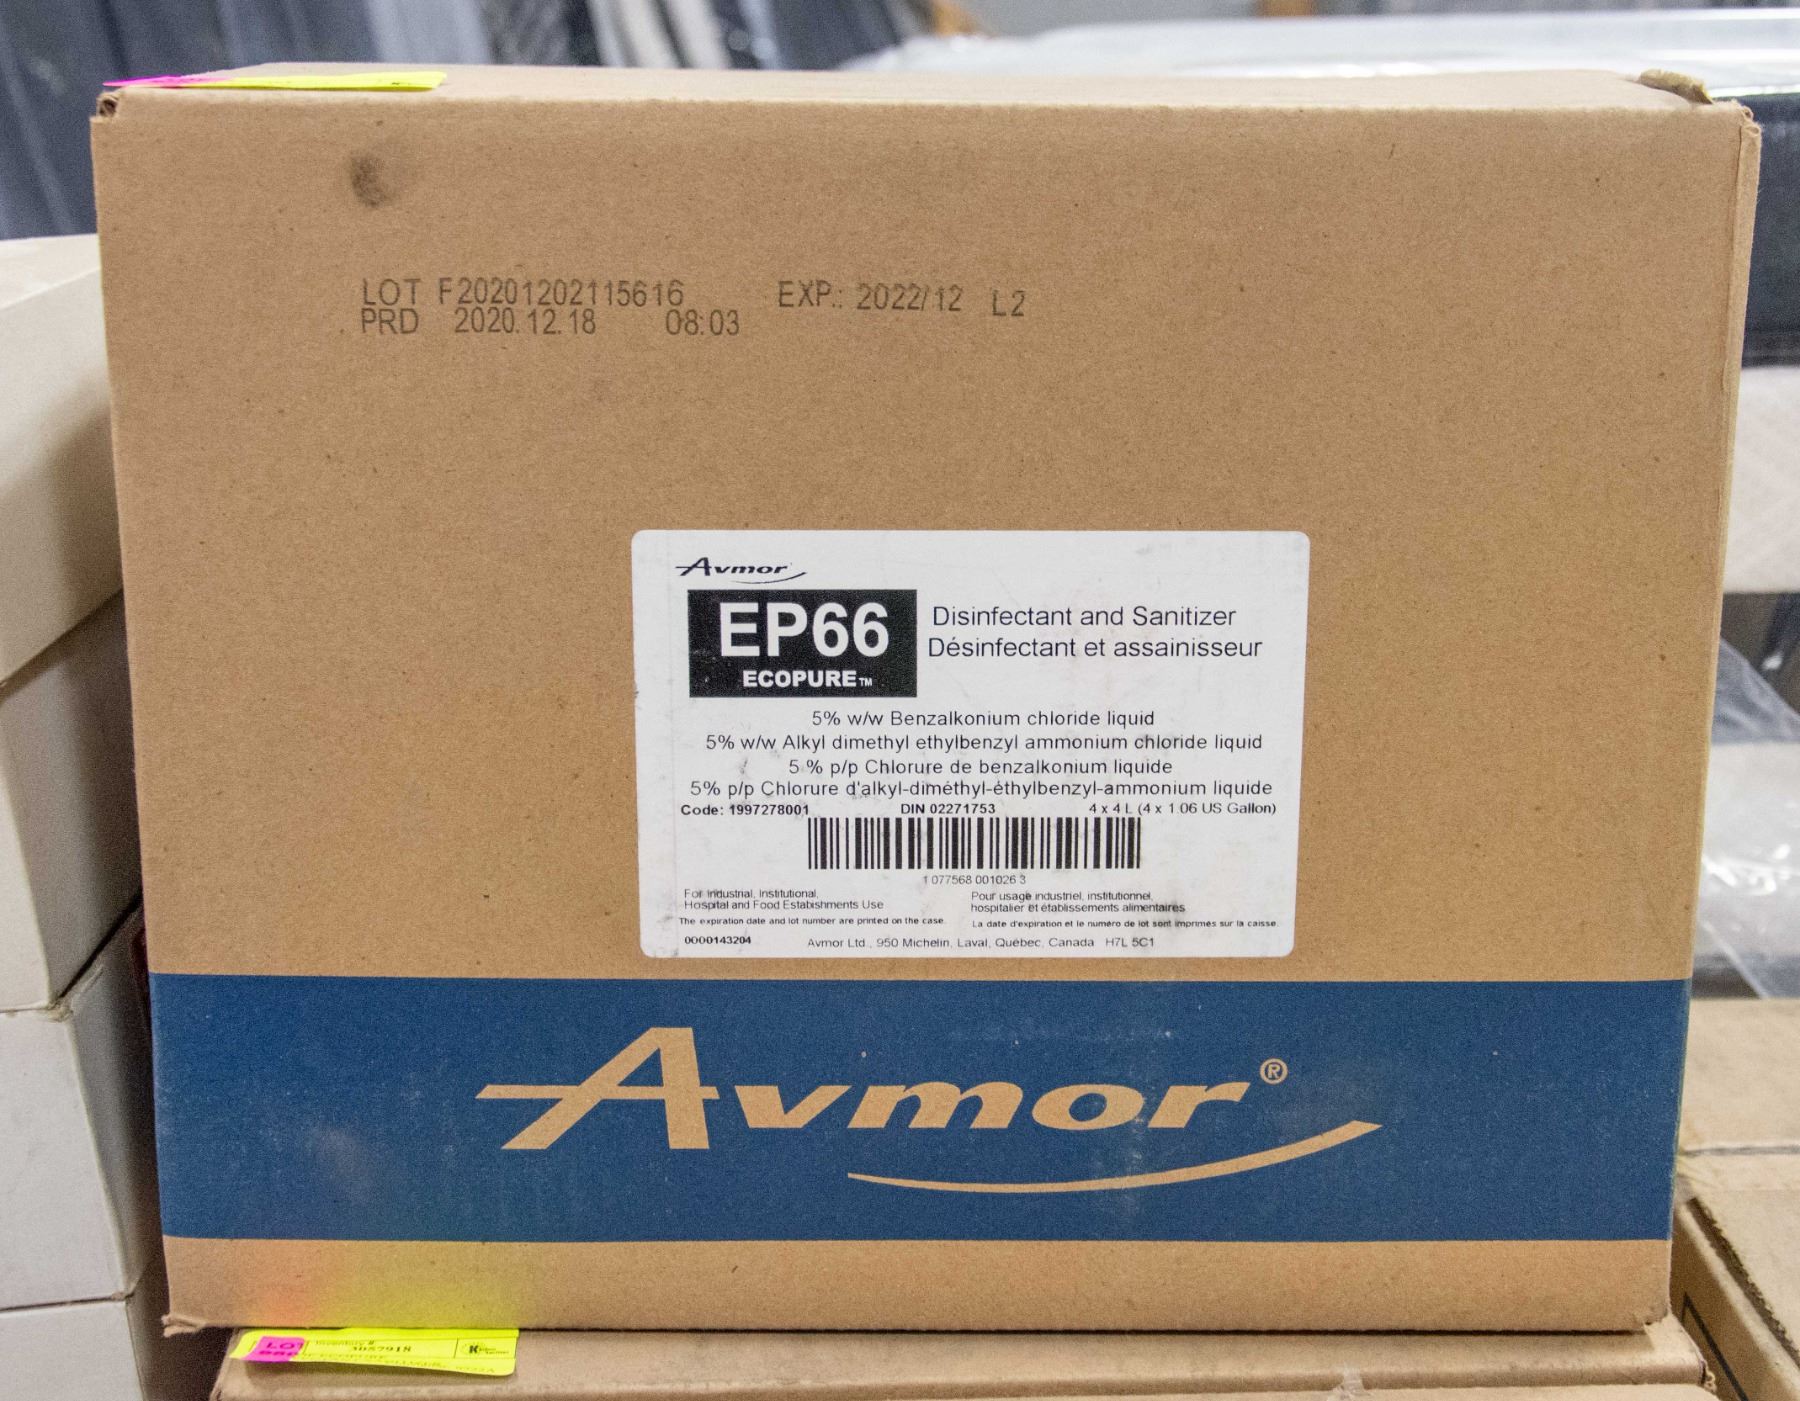 LOT F20201202115616 EXP.: 2022/12 L2
PRD 2020.12.18 08:03
Avmor
EP66
ECOPURE™
Disinfectant and Sanitizer
Désinfectant et assainisseur
5% w/w Benzalkonium chloride liquid
5% w/w Alkyl dimethyl ethylbenzyl ammonium chloride liquid
5 % p/p Chlorure de benzalkonium liquide
5% p/p Chlorure d'alkyl-diméthyl-éthylbenzyl-ammonium liquide
Code: 1997278001 DIN 02271753 4 x 4 L (4 x 1.06 US Gallon)
1 077568 001026 3
For industrial, Institutional,
Hospital and Food Establishments Use
Pour usage industriel, institutionnel,
hospitalier et établissements alimentaires
The expiration date and lot number are printed on the case.
La date d'expiration et le numéro de lot sont imprimés sur la caisse
0000143204 Avmor Ltd., 950 Michelin, Laval, Québec, Canada H7L 5C1
Avmor®
LOT
Inventory #
3057918